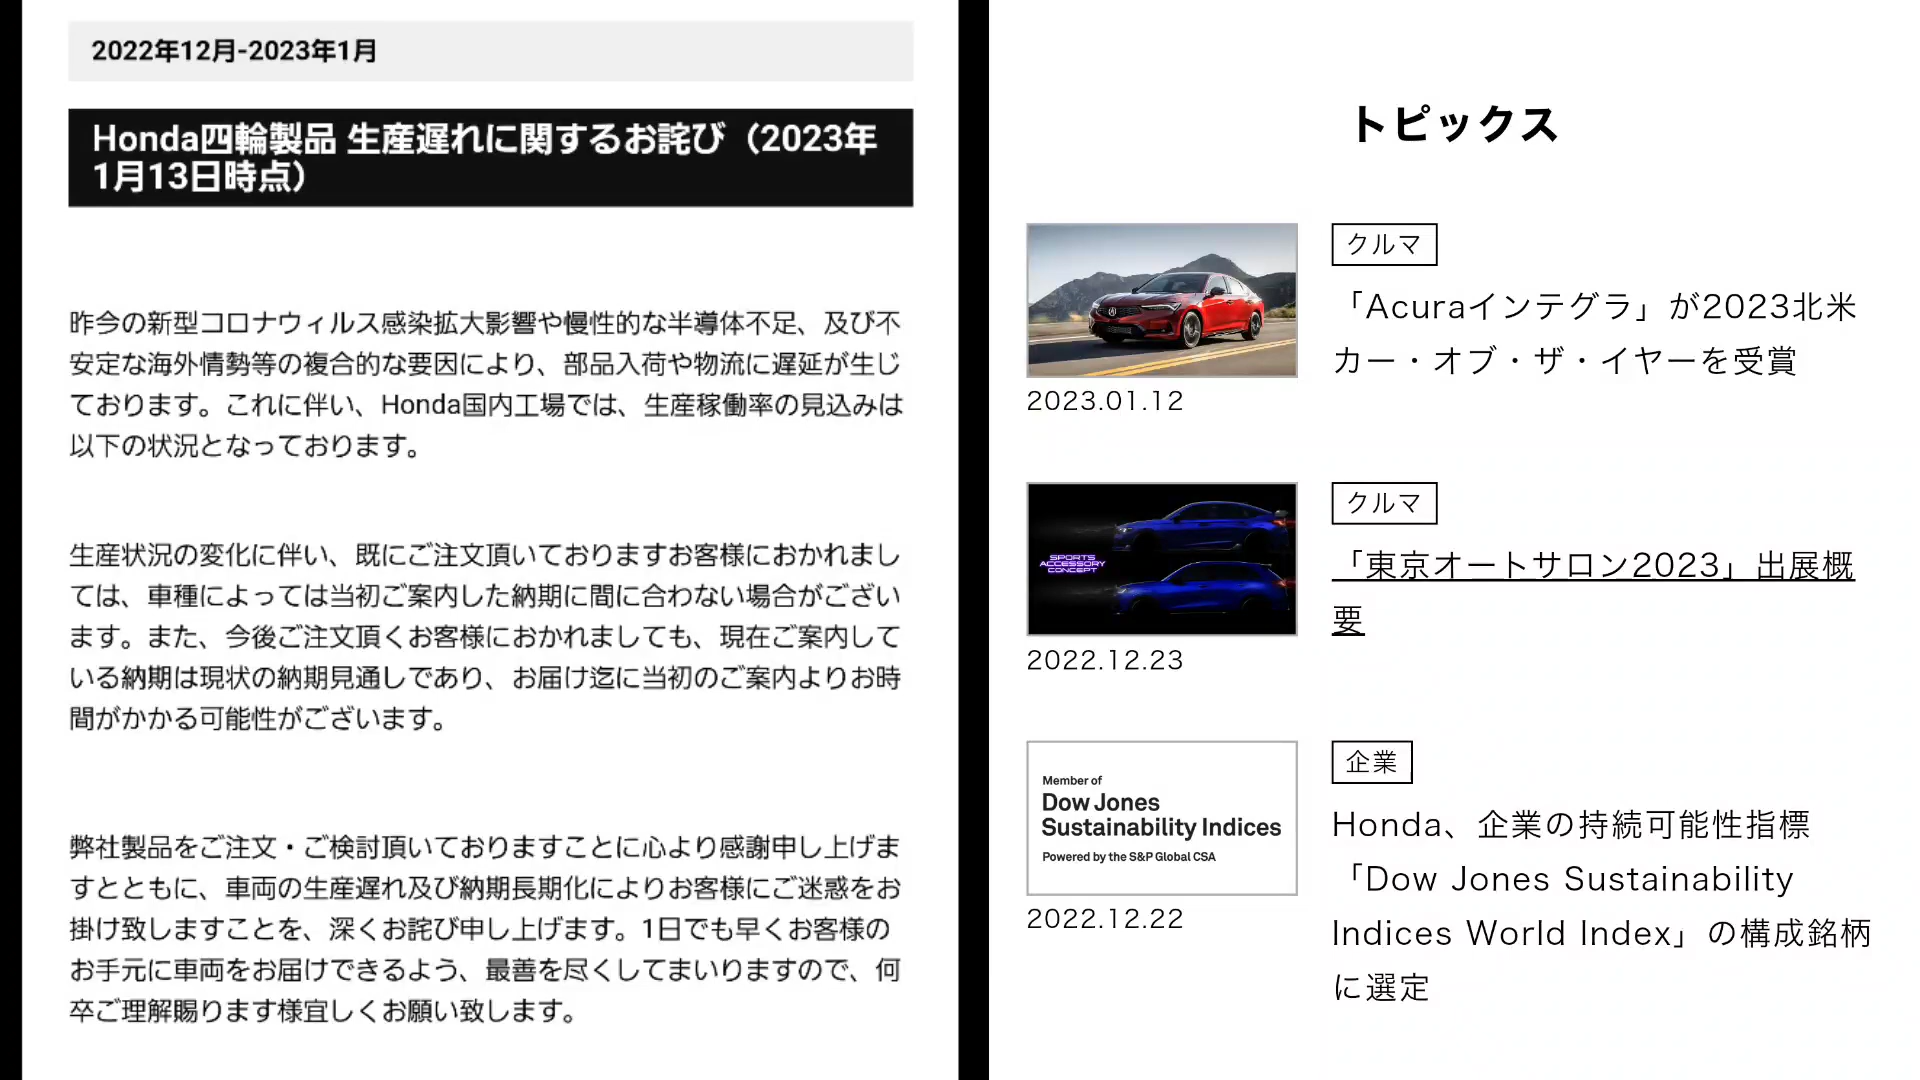 2022年12月-2023年1月
Honda四輪製品 生産遅れに関するお詫び（2023年
1月13日時点）
昨今の新型コロナウィルス感染拡大影響や慢性的な半導体不足、及び不
安定な海外情勢等の複合的な要因により、部品入荷や物流に遅延が生じ
ております。これに伴い、Honda国内工場では、生産稼働率の見込みは
以下の状況となっております。
生産状況の変化に伴い、既にご注文頂いておりますお客様におかれまし
ては、車種によっては当初ご案内した納期に間に合わない場合がござい
ます。また、今後ご注文頂くお客様におかれましても、現在ご案内して
いる納期は現状の納期見通しであり、お届け迄に当初のご案内よりお時
間がかかる可能性がございます。
弊社製品をご注文・ご検討頂いておりますことに心より感謝申し上げま
すとともに、車両の生産遅れ及び納期長期化によりお客様にご迷惑をお
掛け致しますことを、深くお詫び申し上げます。1日でも早くお客様の
お手元に車両をお届けできるよう、最善を尽くしてまいりますので、何
卒ご理解賜ります様宜しくお願い致します。
トピックス
クルマ
「Acuraインテグラ」が2023北米
カー・オブ・ザ・イヤーを受賞
2023.01.12
SPORTS
ACCESSORY
CONCEPT
クルマ
「東京オートサロン2023」出展概
要
2022.12.23
Member of
Dow Jones
Sustainability Indices
Powered by the S&P Global CSA
企業
Honda、企業の持続可能性指標
「Dow Jones Sustainability
Indices World Index」の構成銘柄
に選定
2022.12.22